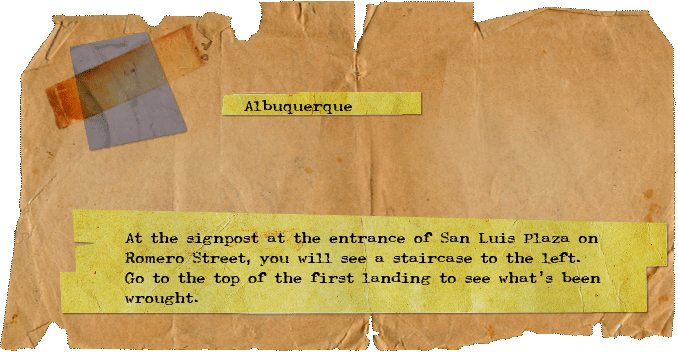 Albuquerque
At the signpost at the entrance of San Luis Plaza on
Romero Street, you will see a staircase to the left.
Go to the top of the first landing to see what's been
wrought.